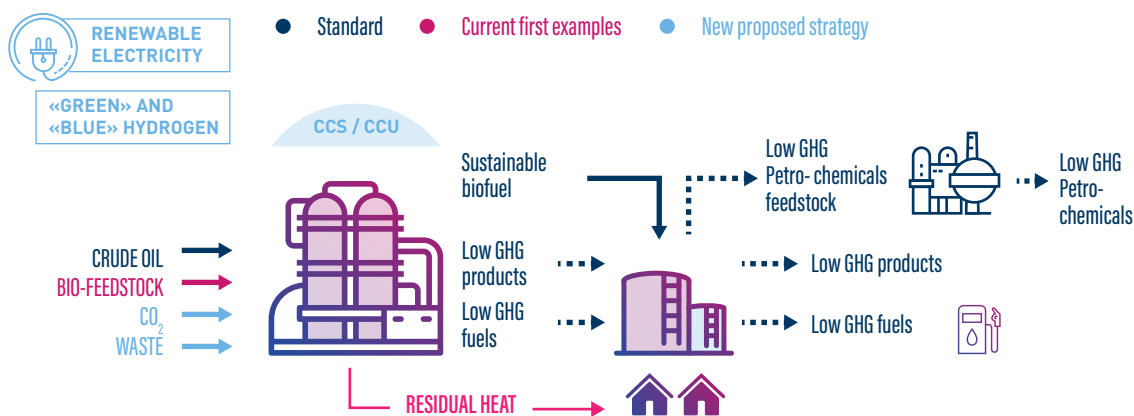 RENEWABLE
ELECTRICITY
«GREEN» AND
«BLUE» HYDROGEN
Standard
Current first examples
New proposed strategy
CCS / CCU
CRUDE OIL
BIO-FEEDSTOCK
CO₂
WASTE
Sustainable
biofuel
Low GHG
products
Low GHG
fuels
RESIDUAL HEAT
Low GHG
Petro- chemicals
feedstock
Low GHG
Petro-
chemicals
Low GHG products
Low GHG fuels